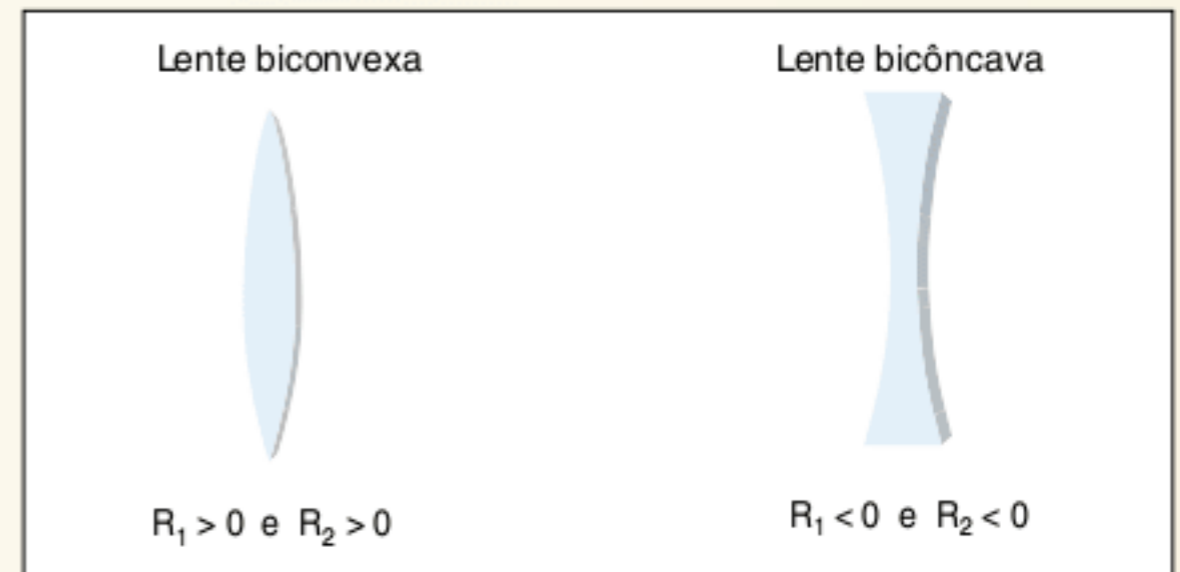 Lente biconvexa
Lente bicôncava
R₁ > 0 e R₂ > 0
R₁ < 0 e R₂ < 0